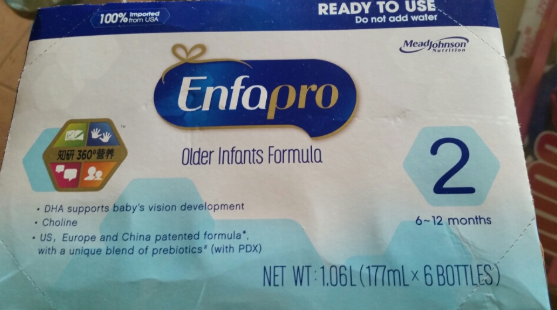 100% Imported from USA
READY TO USE
Do not add water
MeadJohnson
Nutrition
Enfapro
Older Infants Formula
知研 360°营养
2
6~12 months
• DHA supports baby's vision development
• Choline
• US, Europe and China patented formula*,
with a unique blend of prebiotics² (with PDX)
NET WT : 1.06L (177mL × 6 BOTTLES)